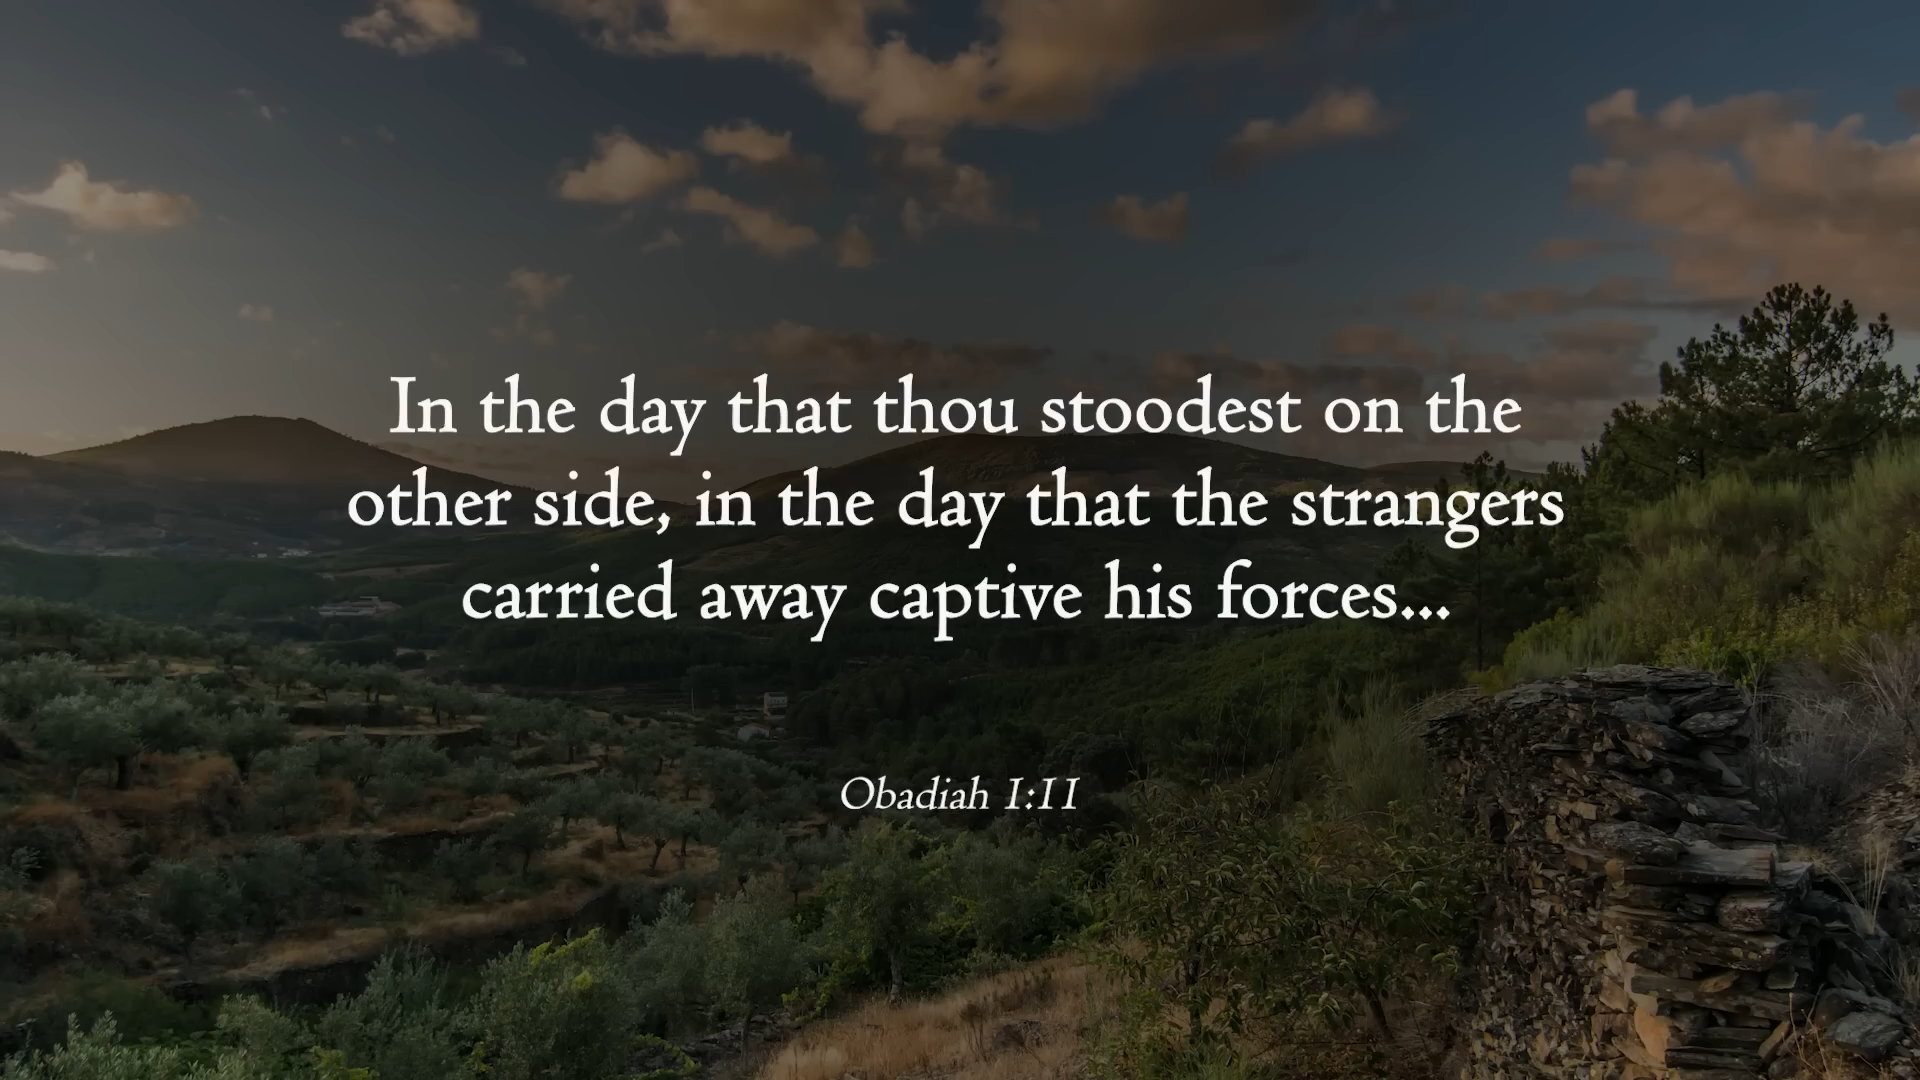 In the day that thou stoodest on the
other side, in the day that the strangers
carried away captive his forces...
Obadiah 1:11